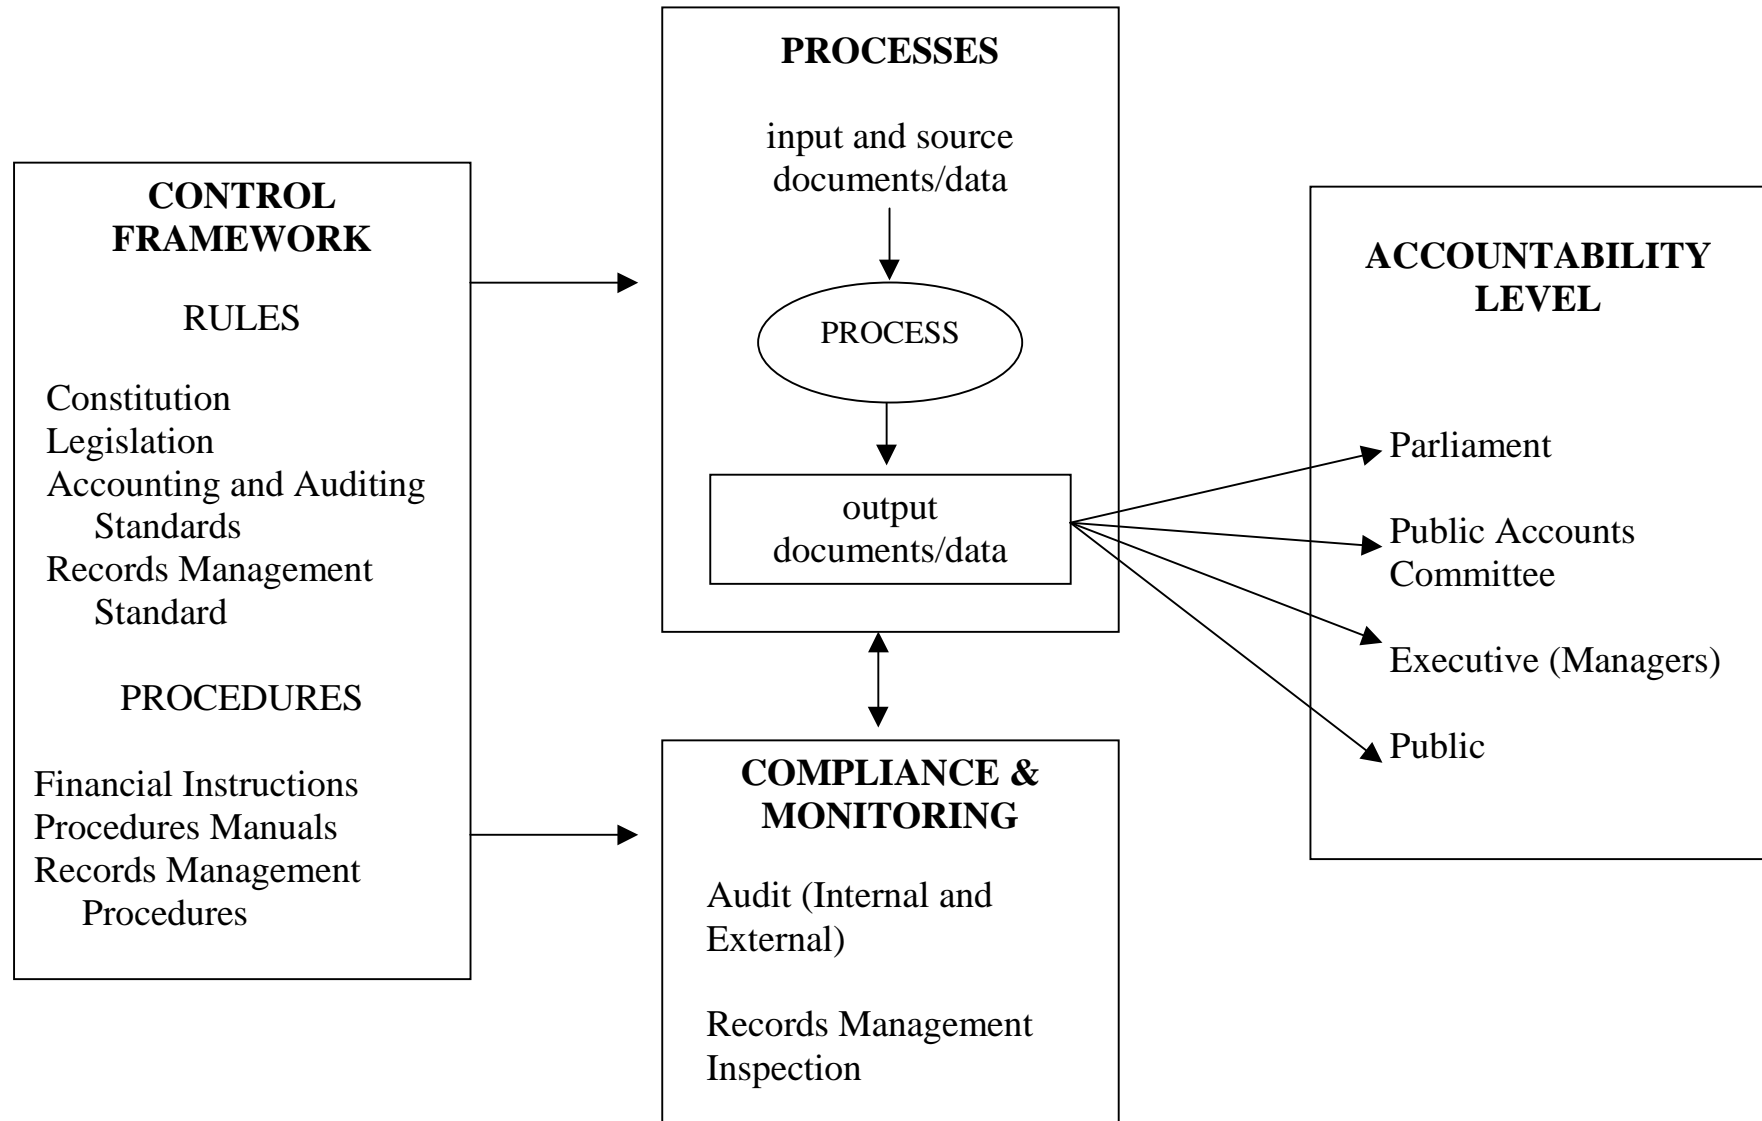 CONTROL
FRAMEWORK
RULES
Constitution
Legislation
Accounting and Auditing
Standards
Records Management
Standard
PROCEDURES
Financial Instructions
Procedures Manuals
Records Management
Procedures
PROCESSES
input and source
documents/data
PROCESS
output
documents/data
COMPLIANCE &
MONITORING
Audit (Internal and
External)
Records Management
Inspection
ACCOUNTABILITY
LEVEL
Parliament
Public Accounts
Committee
Executive (Managers)
Public